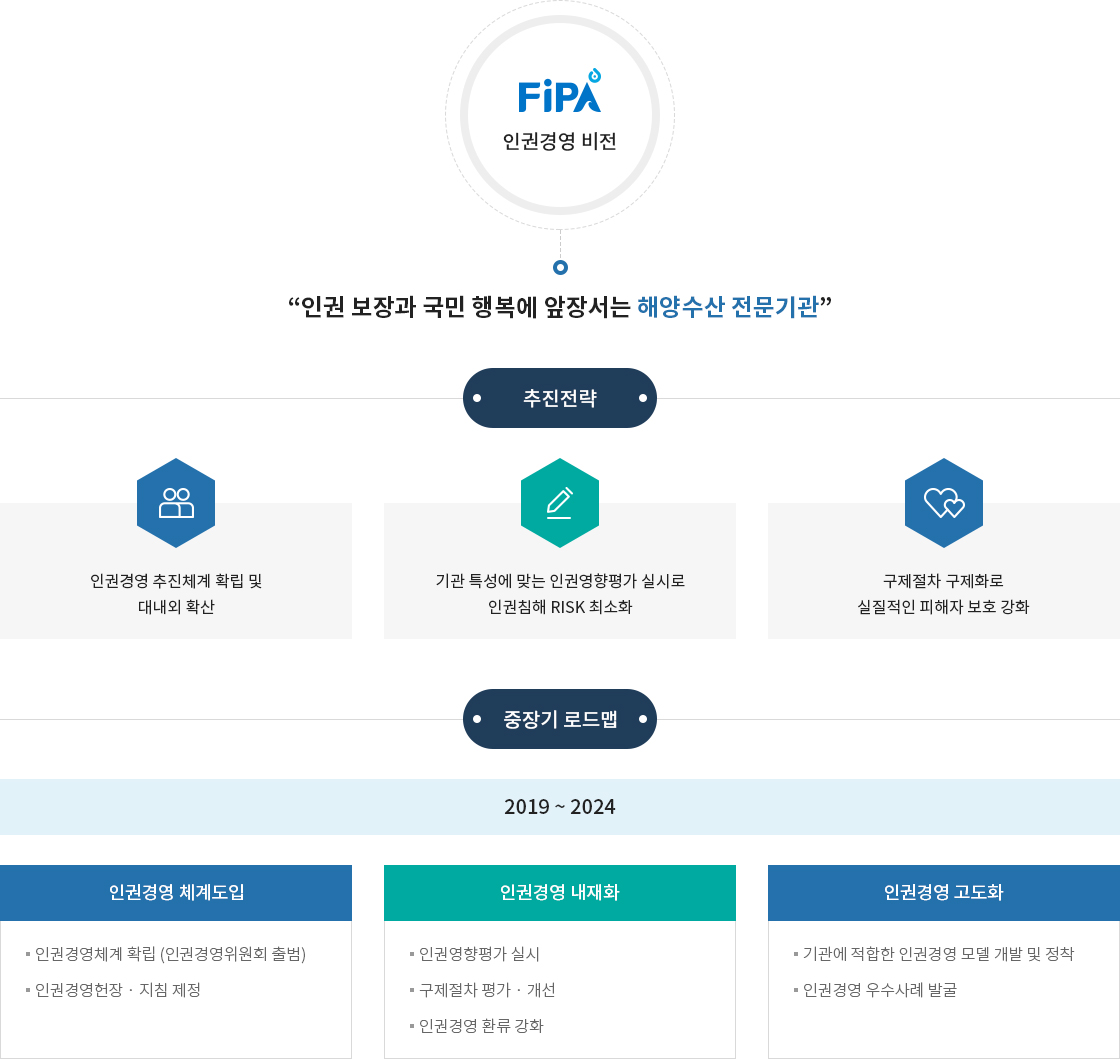 FiPA
인권경영 비전
“인권 보장과 국민 행복에 앞장서는 해양수산 전문기관”
추진전략
인권경영 추진체계 확립 및
대내외 확산
기관 특성에 맞는 인권영향평가 실시로
인권침해 RISK 최소화
구제절차 구제화로
실질적인 피해자 보호 강화
중장기 로드맵
2019 ~ 2024
인권경영 체계도입
인권경영체계 확립 (인권경영위원회 출범)
인권경영헌장 · 지침 제정
인권경영 내재화
인권영향평가 실시
구제절차 평가 · 개선
인권경영 환류 강화
인권경영 고도화
기관에 적합한 인권경영 모델 개발 및 정착
인권경영 우수사례 발굴